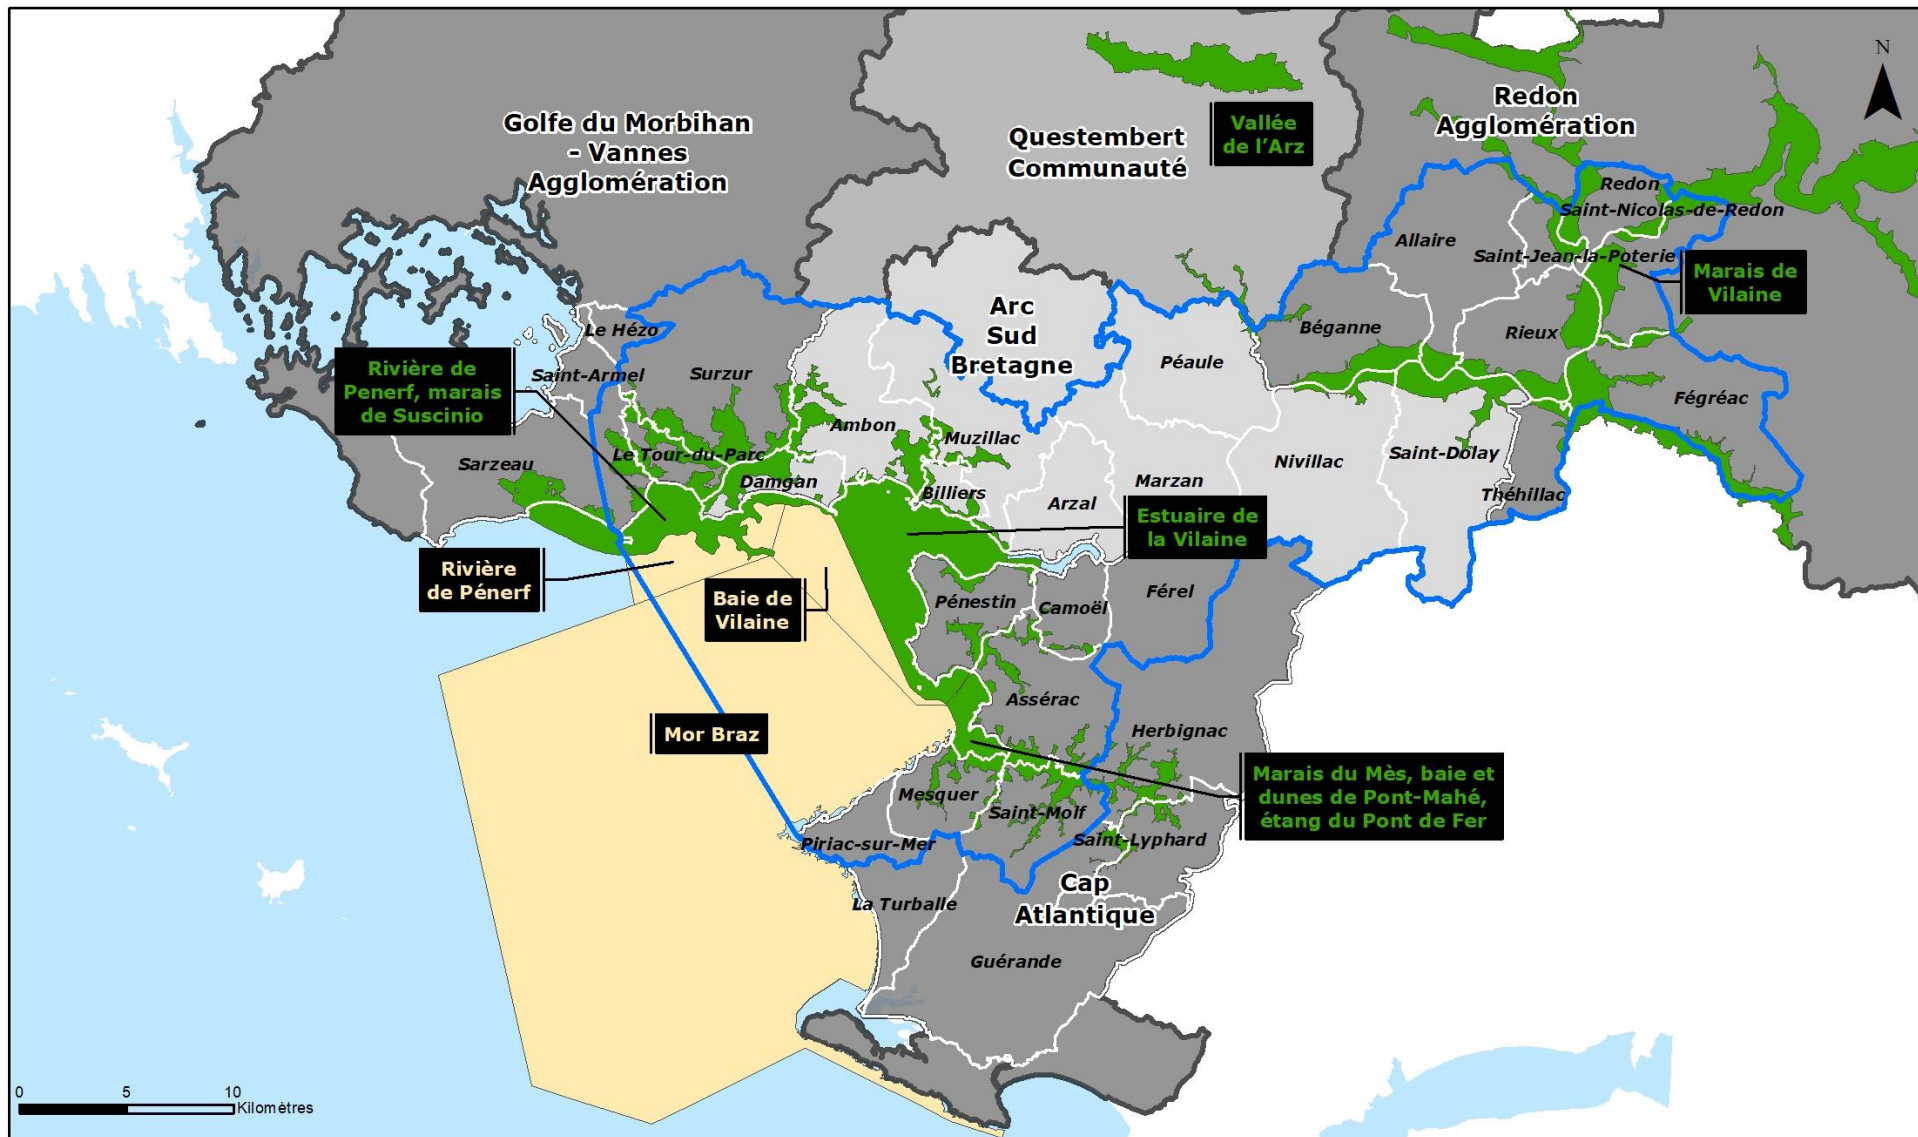 N
Golfe du Morbihan
- Vannes
Agglomération
Questembert
Communauté
Vallée
de l'Arz
Redon
Agglomération
Redon
Saint-Nicolas-de-Redon
Allaire
Saint-Jean-la-Poterie
Marais de
Vilaine
Arc
Sud
Bretagne
Le Hézo
Saint-Armel
Surzur
Rivière de
Penerf, marais
de Suscinio
Béganne
Rieux
Péaule
Fégréac
Ambon
Muzillac
Le Tour-du-Parc
Sarzeau
Damgan
Billiers
Arzal
Marzan
Nivillac
Saint-Dolay
Théhillac
Estuaire de
la Vilaine
Rivière
de Pénerf
Baie de
Vilaine
Pénestin
Camoël
Férel
Assérac
Herbignac
Mor Braz
Marais du Mès, baie et
dunes de Pont-Mahé,
étang du Pont de Fer
Mesquer
Saint-Molf
Piriac-sur-Mer
Saint-Lyphard
Cap
Atlantique
La Turballe
Guérande
0 5 10
Kilomètres